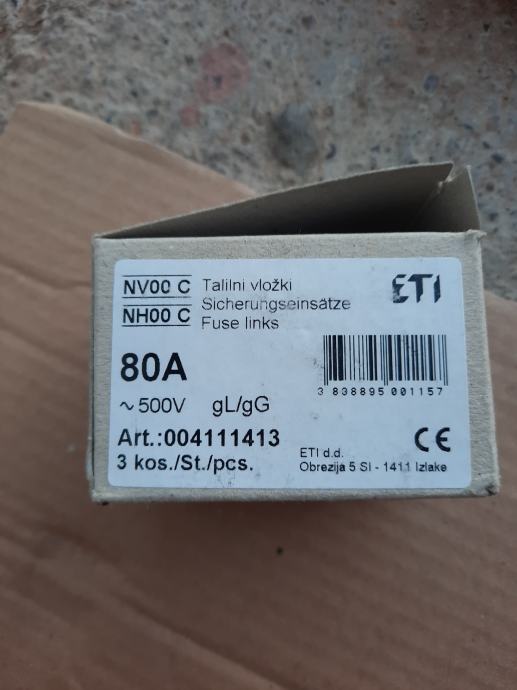 NV00 C
NH00 C
Talilni vložki
Sicherungseinsätze
Fuse links
ETI
80A
3 838895 001157
~ 500V gL/gG
Art.:004111413
CE
3 kos./St./pcs.
ETI d.d.
Obrezija 5 SI - 1411 Izlake